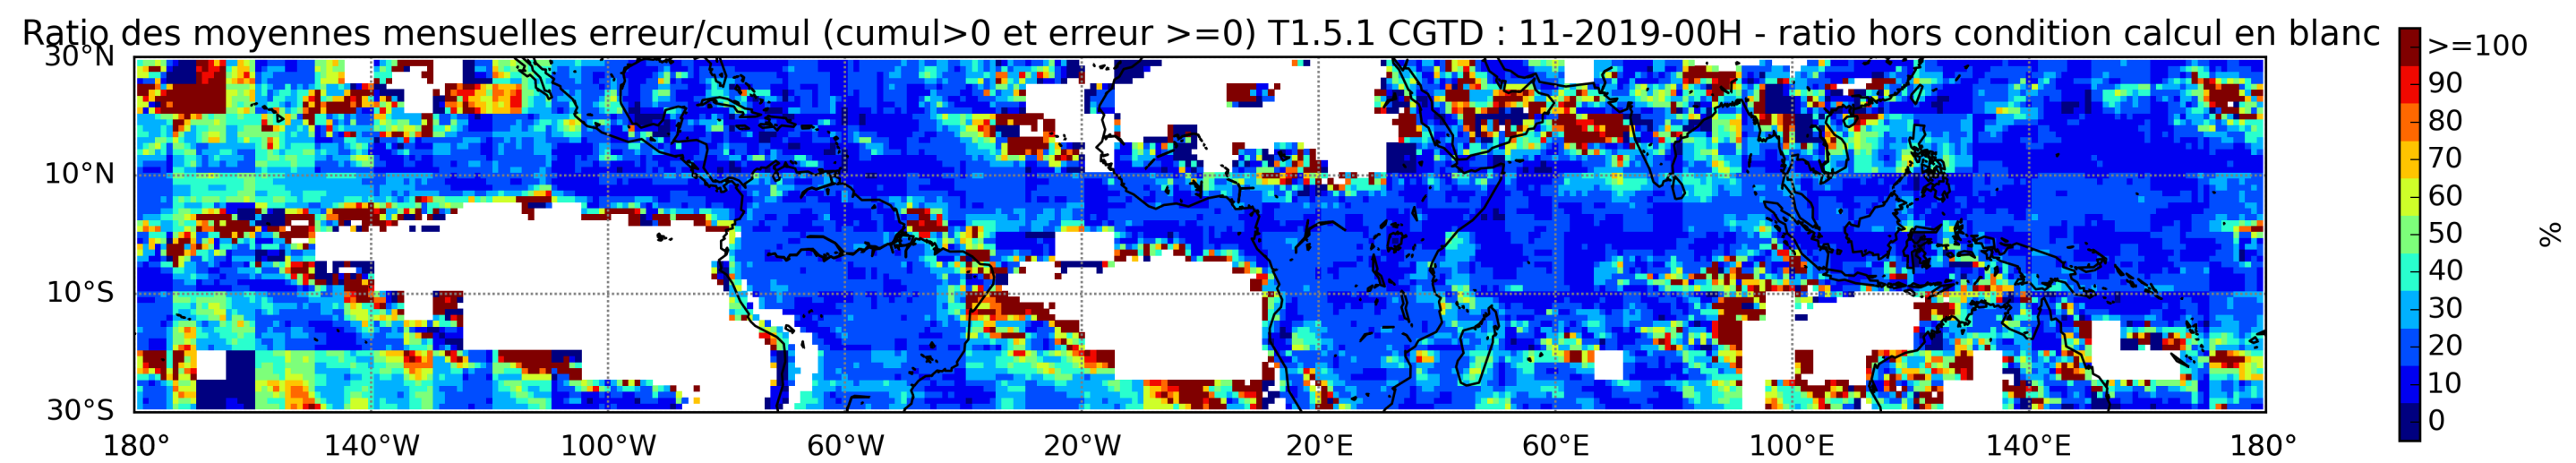 Ratio des moyennes mensuelles erreur/cumul (cumul>0 et erreur >=0) T1.5.1 CGTD : 11-2019-00H - ratio hors condition calcul en blanc
30°N
10°N
10°S
30°S
180° 140°W 100°W 60°W 20°W 20°E 60°E 100°E 140°E 180°
>=100
90
80
70
60
50
40
30
20
10
0
%